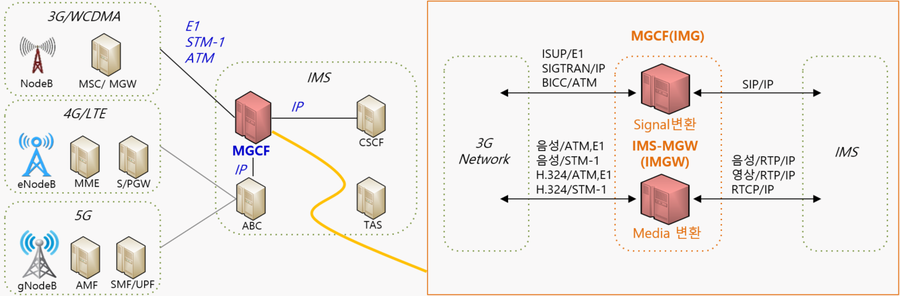 3G/WCDMA
NodeB
MSC/ MGW
4G/LTE
eNodeB
MME
S/PGW
5G
gNodeB
AMF
SMF/UPF
E1
STM-1
ATM
IMS
IP
MGCF
CSCF
IP
ABC
TAS
MGCF(IMG)
ISUP/E1
SIGTRAN/IP
BICC/ATM
SIP/IP
Signal변환
3G
Network
IMS-MGW
(IMGW)
IMS
음성/ATM,E1
음성/STM-1
H.324/ATM,E1
H.324/STM-1
음성/RTP/IP
영상/RTP/IP
RTCP/IP
Media 변환